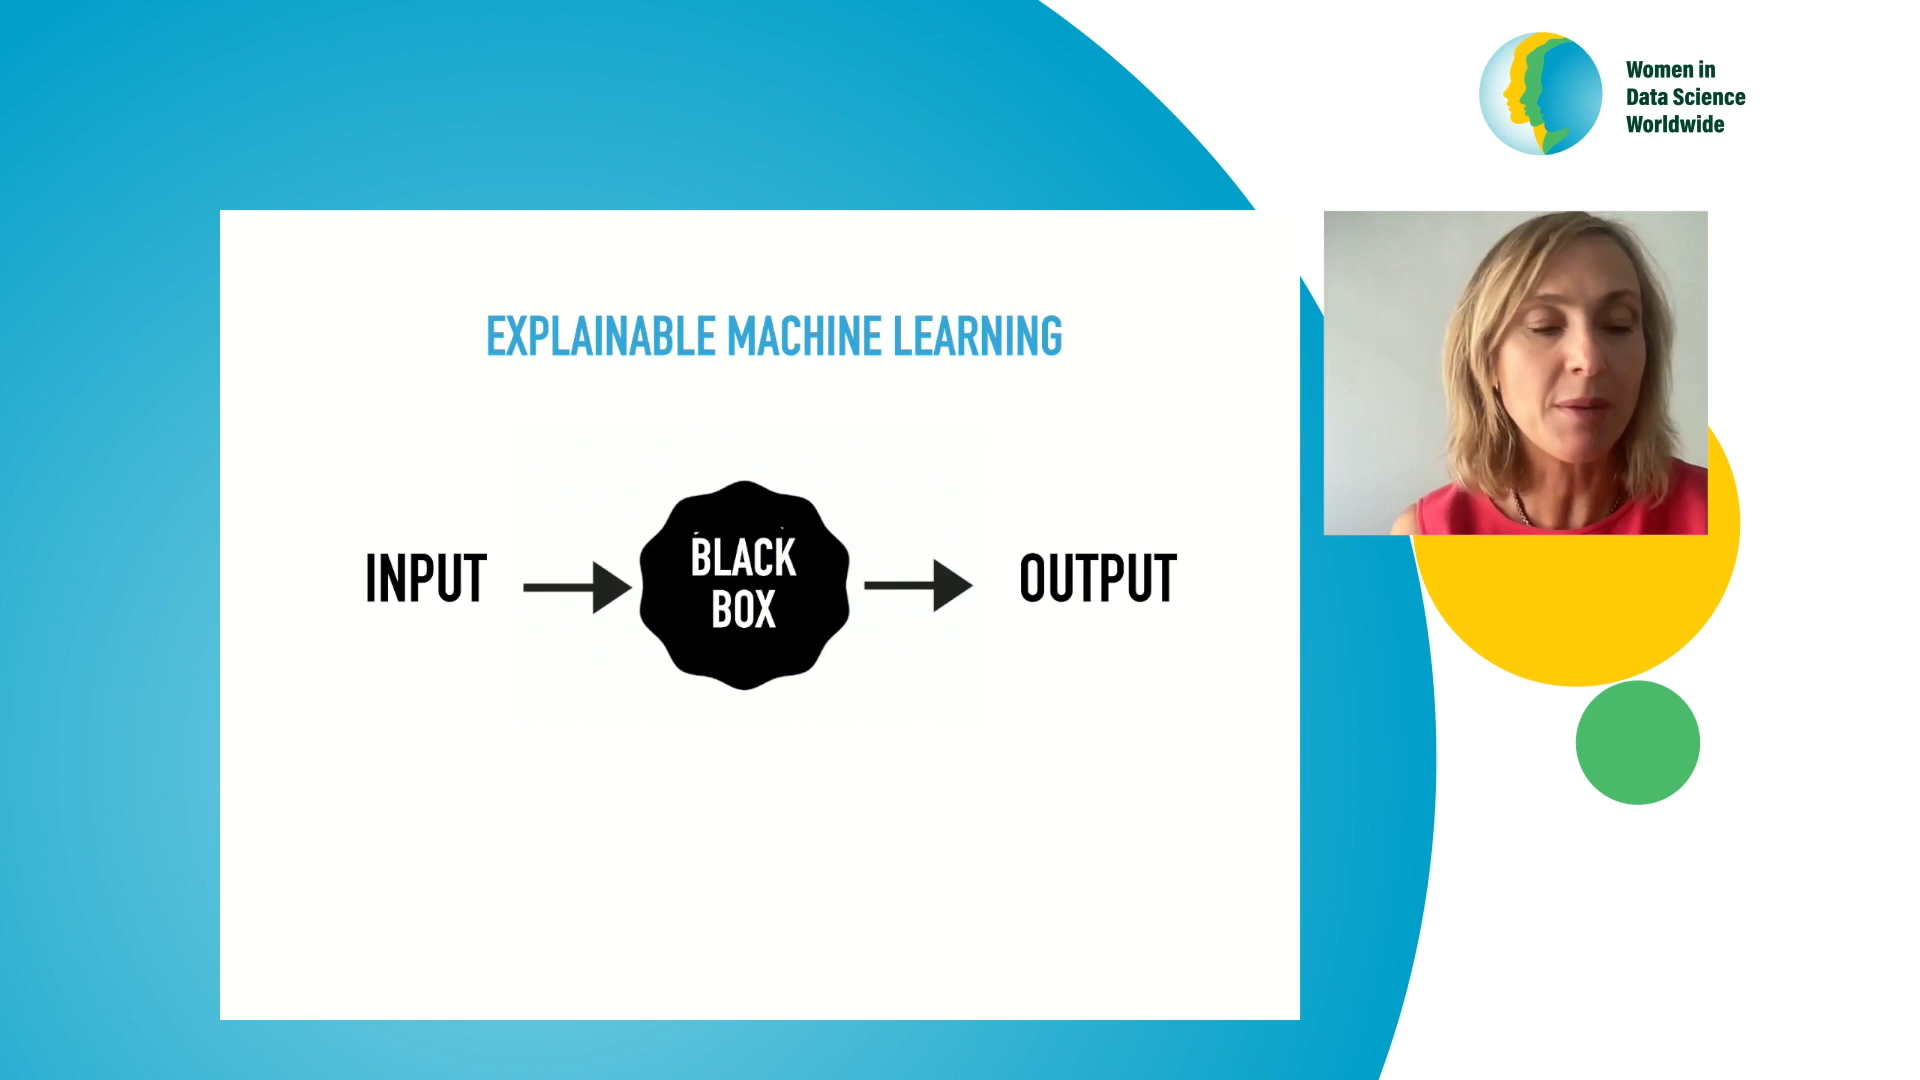 Women in
Data Science
Worldwide
EXPLAINABLE MACHINE LEARNING
INPUT
BLACK
BOX
OUTPUT